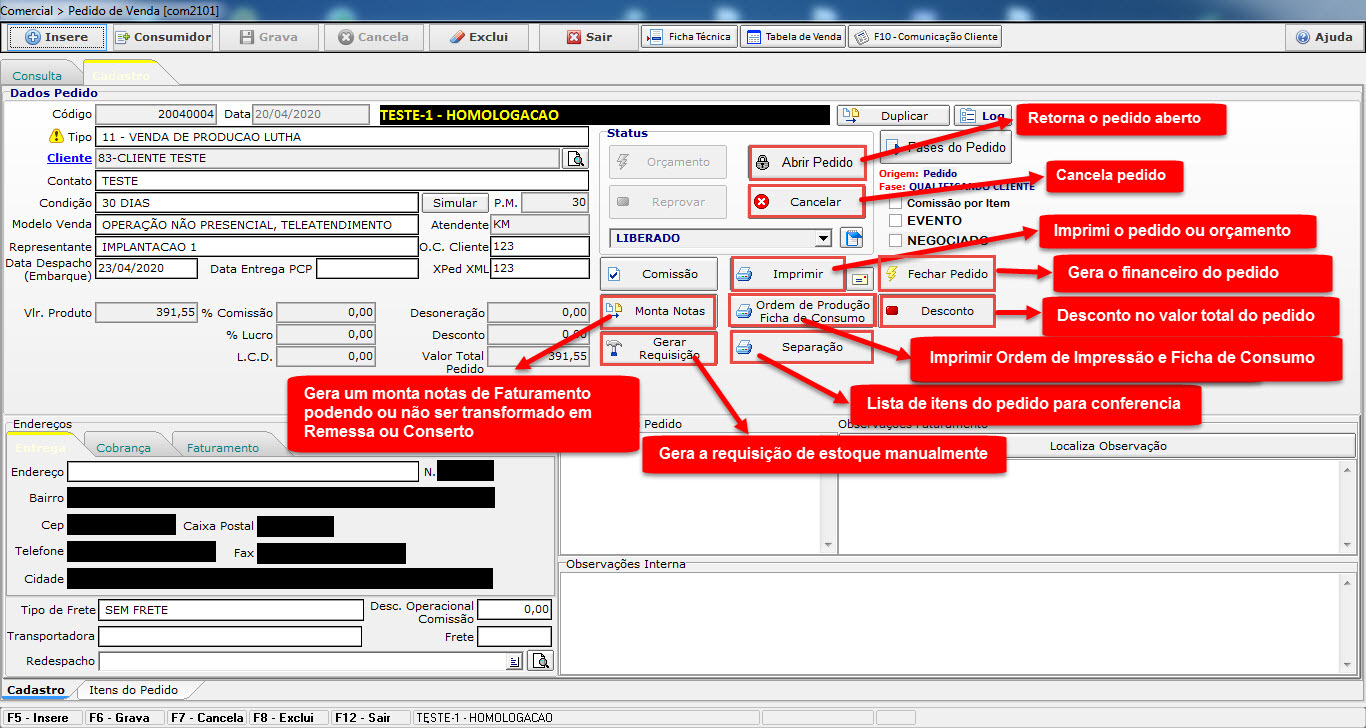 Comercial > Pedido de Venda [com2101]
Insere
Consumidor
Grava
Cancela
Exclui
Sair
Ficha Técnica
Tabela de Venda
F10 - Comunicação Cliente
Ajuda
Consulta
Cadastro
Dados Pedido
Código 20040004 Data 20/04/2020 TESTE-1 - HOMOLOGACAO
Duplicar
Log
Retorna o pedido aberto
Tipo 11 - VENDA DE PRODUCAO LUTHA
Status
Cliente 83-CLIENTE TESTE
Orçamento
Abrir Pedido
Fases do Pedido
Contato TESTE
Origem: Pedido
Fase: QUALIFICANDO CLIENTE
Cancela pedido
Condição 30 DIAS
Simular
P.M. 30
Reprovar
Cancelar
Comissão por Item
Modelo Venda OPERAÇÃO NÃO PRESENCIAL, TELEATENDIMENTO
Atendente KM
EVENTO
Representante IMPLANTACAO 1
O.C. Cliente 123
LIBERADO
NEGOCIADO
Imprimi o pedido ou orçamento
Data Despacho
(Embarque) 23/04/2020
Data Entrega PCP
XPed XML 123
Comissão
Imprimir
Fechar Pedido
Gera o financeiro do pedido
Vlr. Produto 391,55
% Comissão 0,00
Desoneração 0,00
Monta Notas
Ordem de Produção
Ficha de Consumo
Desconto
Desconto no valor total do pedido
% Lucro 0,00
Desconto 0,00
Gerar
Requisição
Separação
Imprimir Ordem de Impressão e Ficha de Consumo
L.C.D. 0,00
Valor Total
Pedido 391,55
Gera um monta notas de Faturamento
podendo ou não ser transformado em
Remessa ou Conserto
Lista de itens do pedido para conferencia
Gera a requisição de estoque manualmente
Endereços
Pedido
Observações Faturamento
Entrega
Cobrança
Faturamento
Localiza Observação
Endereço
N.
Bairro
Cep
Caixa Postal
Telefone
Fax
Cidade
Observações Interna
Tipo de Frete SEM FRETE
Desc. Operacional
Comissão 0,00
Transportadora
Frete
Redespacho
Cadastro
Itens do Pedido
F5 - Insere
F6 - Grava
F7 - Cancela
F8 - Exclui
F12 - Sair
TESTE-1 - HOMOLOGACAO